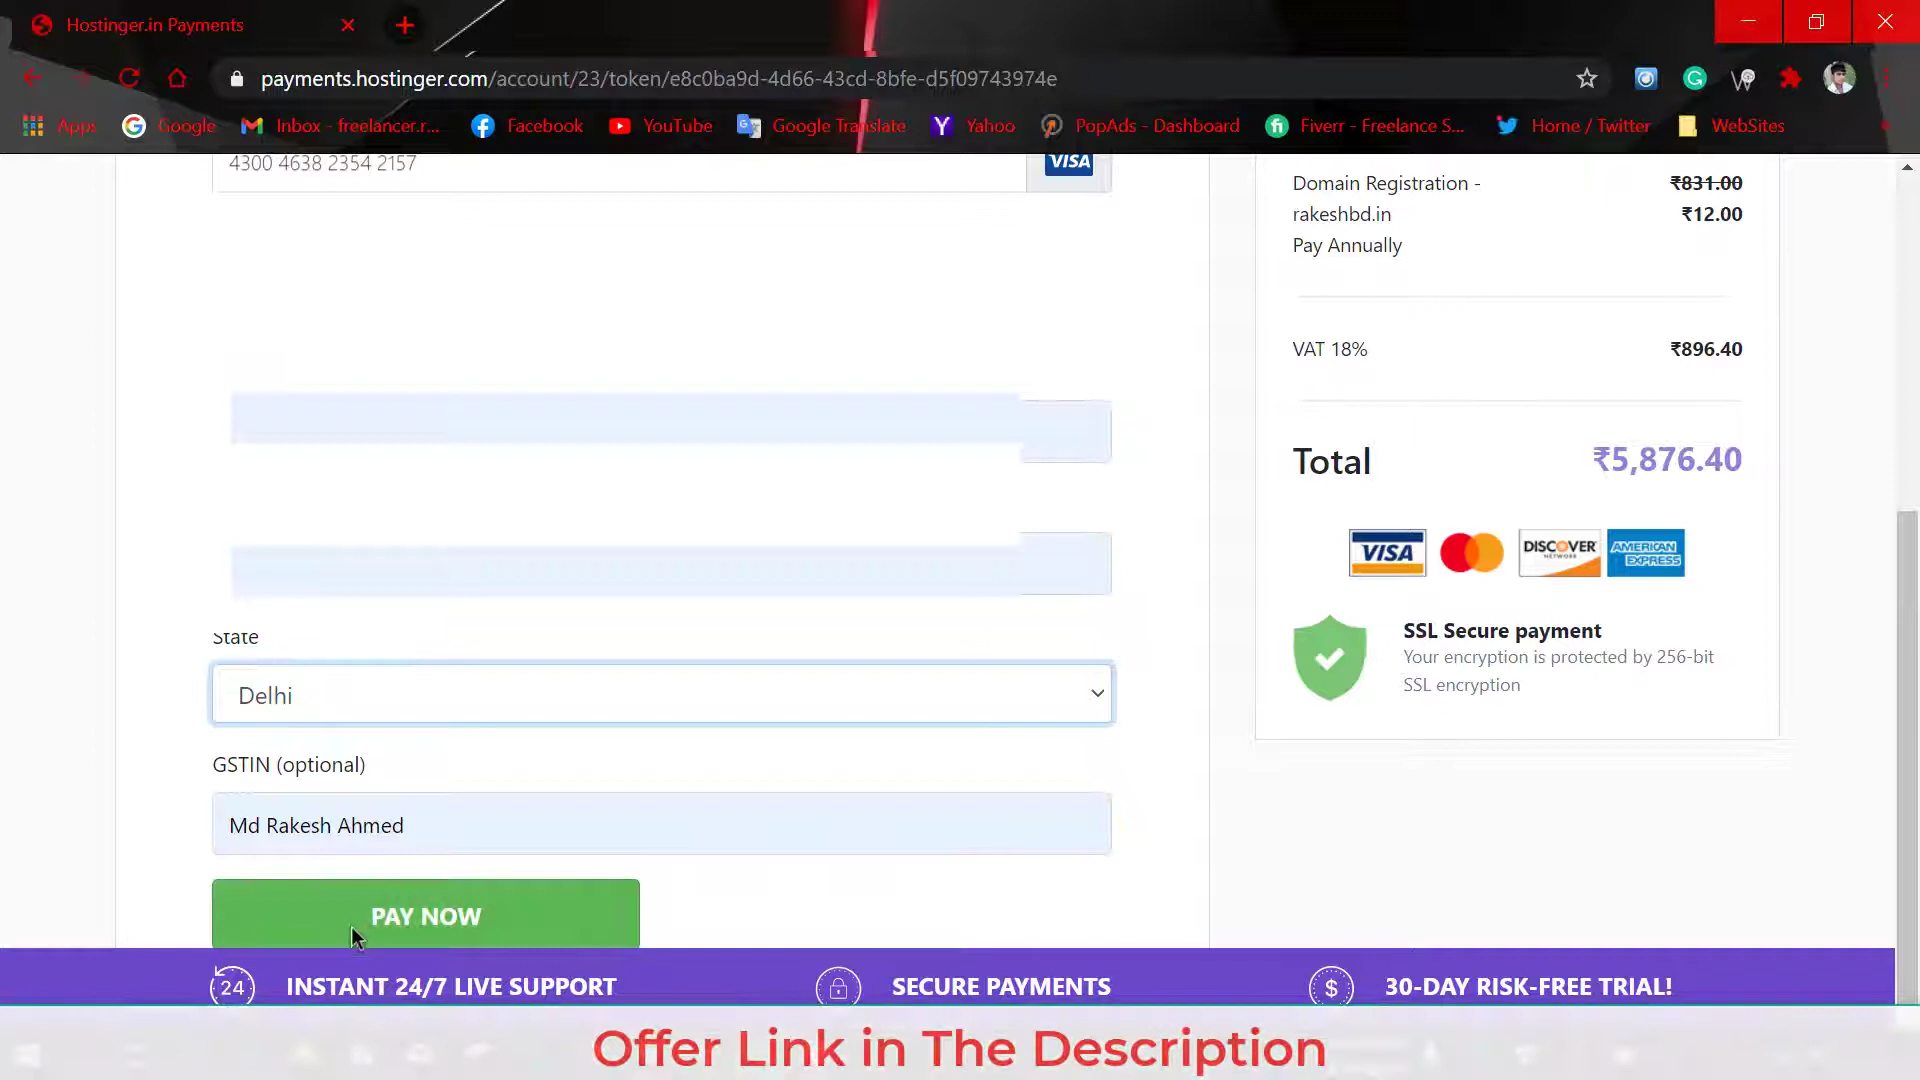 Hostinger.in Payments
payments.hostinger.com/account/23/token/e8c0ba9d-4d66-43cd-8bfe-d5f09743974e
Apps Google Inbox - freelancer.r... Facebook YouTube Google Translate Yahoo PopAds - Dashboard Fiverr - Freelance S... Home / Twitter WebSites
4300 4638 2354 2157
VISA
State
Delhi
GSTIN (optional)
Md Rakesh Ahmed
PAY NOW
Domain Registration - ₹831.00
rakeshbd.in ₹12.00
Pay Annually
VAT 18% ₹896.40
Total ₹5,876.40
VISA DISCOVER NETWORK AMERICAN EXPRESS
SSL Secure payment
Your encryption is protected by 256-bit
SSL encryption
24 INSTANT 24/7 LIVE SUPPORT SECURE PAYMENTS $ 30-DAY RISK-FREE TRIAL!
Offer Link in The Description